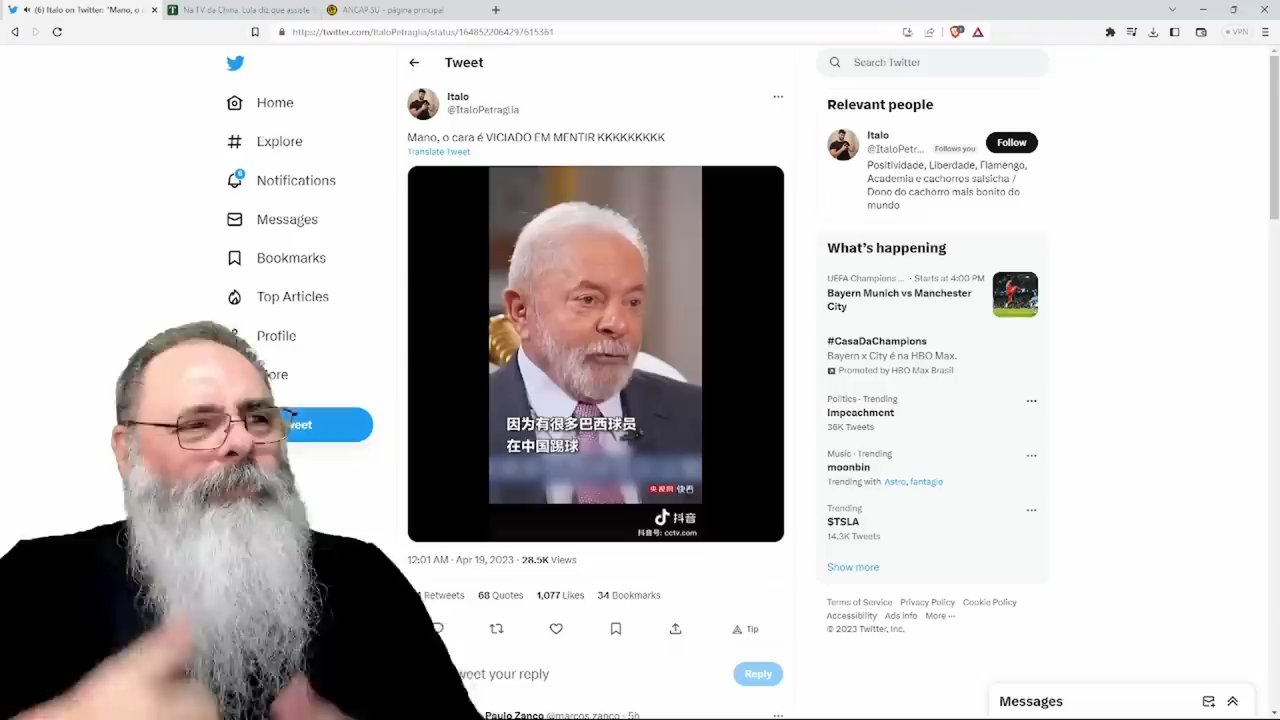 (6) Italo on Twitter: "Mano, o
Na TV da China, Lula diz que assiste
ANCAP.SU - página principal
https://twitter.com/ItaloPetraglia/status/1648522064297615361
VPN
Home
Explore
6
Notifications
Messages
Bookmarks
Top Articles
Profile
Tweet
Italo
@ItaloPetraglia
Mano, o cara é VICIADO EM MENTIR KKKKKKKKK
Translate Tweet
因为有很多巴西球员
在中国踢球
央视网 快看
抖音
抖音号: cctv.com
12:01 AM · Apr 19, 2023 · 28.5K Views
Retweets 68 Quotes 1,077 Likes 34 Bookmarks
Tip
weet your reply
Reply
Paulo Zanco @marcos_zanco · 5h
Search Twitter
Relevant people
Italo
@ItaloPetr... Follows you
Follow
Positividade, Liberdade, Flamengo,
Academia e cachorros salsicha /
Dono do cachorro mais bonito do
mundo
What's happening
UEFA Champions ... · Starts at 4:00 PM
Bayern Munich vs Manchester
City
#CasaDaChampions
Bayern x City é na HBO Max.
Promoted by HBO Max Brasil
Politics · Trending
Impeachment
36K Tweets
Music · Trending
moonbin
Trending with Astro, fantagio
Trending
$TSLA
14.3K Tweets
Show more
Terms of Service Privacy Policy Cookie Policy
Accessibility Ads info More ···
© 2023 Twitter, Inc.
Messages